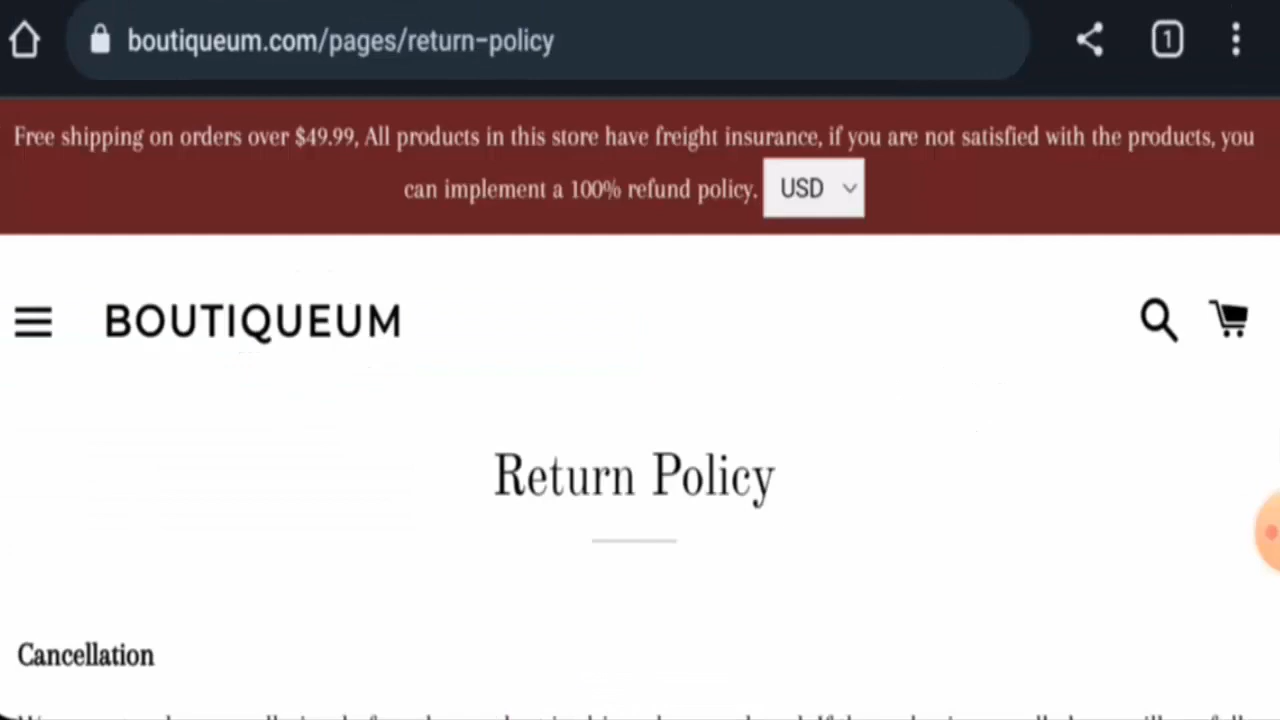 boutiqueum.com/pages/return-policy
1
Free shipping on orders over $49.99, All products in this store have freight insurance, if you are not satisfied with the products, you
can implement a 100% refund policy. USD
BOUTIQUEUM
Return Policy
Cancellation